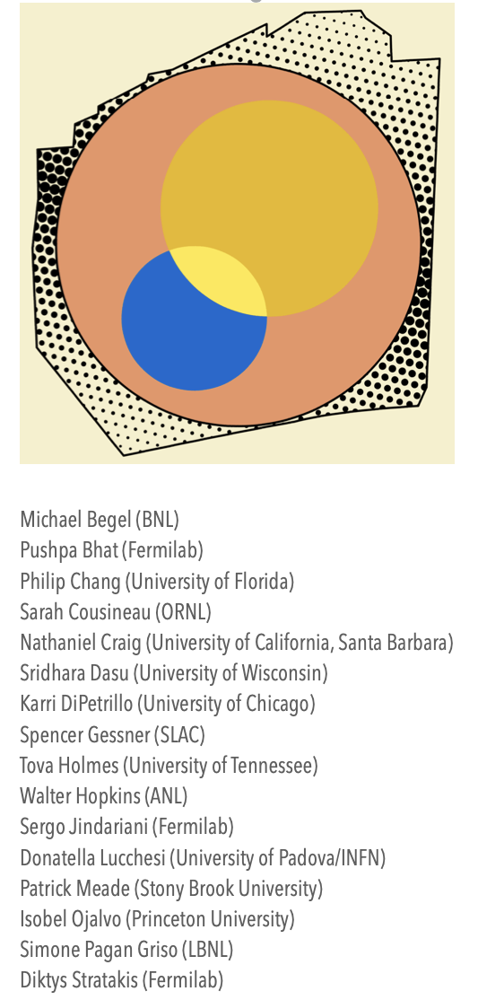 Michael Begel (BNL)
Pushpa Bhat (Fermilab)
Philip Chang (University of Florida)
Sarah Cousineau (ORNL)
Nathaniel Craig (University of California, Santa Barbara)
Sridhara Dasu (University of Wisconsin)
Karri DiPetrillo (University of Chicago)
Spencer Gessner (SLAC)
Tova Holmes (University of Tennessee)
Walter Hopkins (ANL)
Sergo Jindariani (Fermilab)
Donatella Lucchesi (University of Padova/INFN)
Patrick Meade (Stony Brook University)
Isobel Ojalvo (Princeton University)
Simone Pagan Griso (LBNL)
Diktys Stratakis (Fermilab)